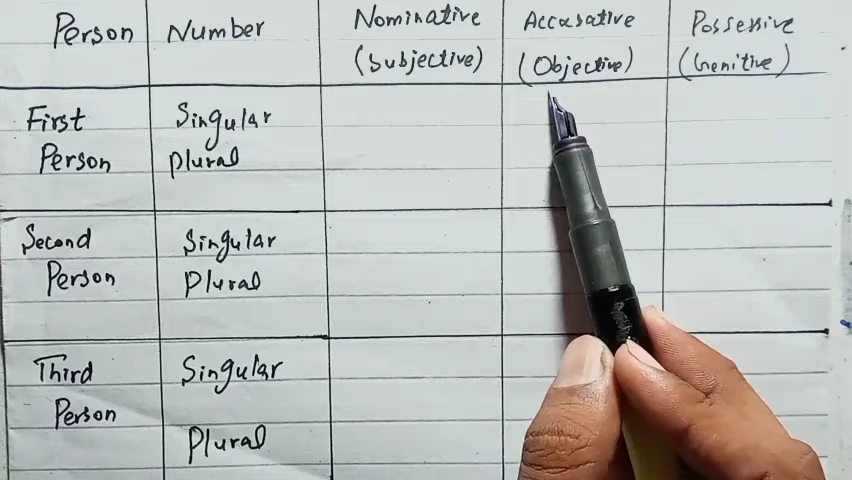 Person Number Nominative Accusative Possessive
(Subjective) (Objective) (Genitive)
First Singular
Person Plural
Second Singular
Person Plural
Third Singular
Person
Plural